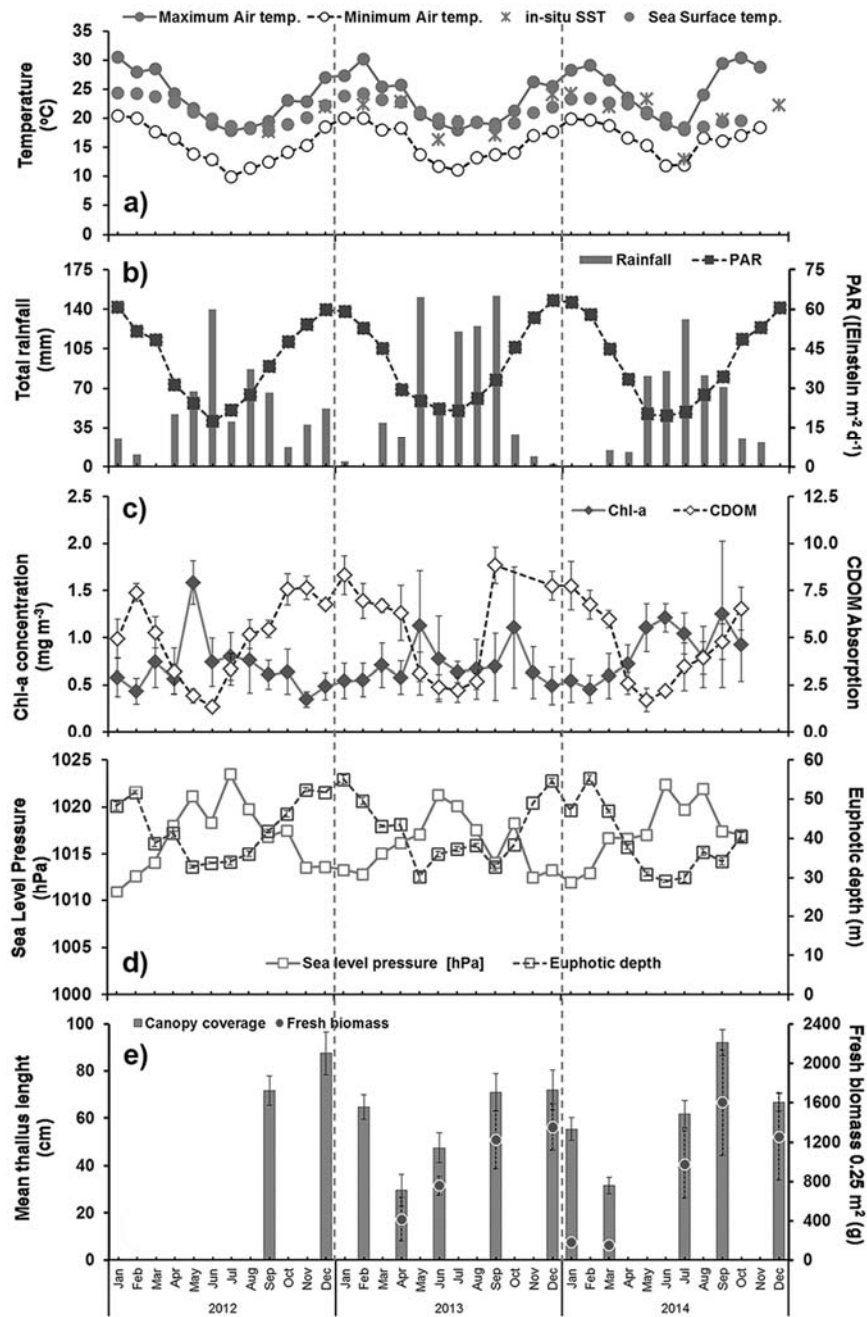 Maximum Air temp. Minimum Air temp. in-situ SST Sea Surface temp.
35
30
25
20
15
10
5
0
Temperature
(ºC)
a)
b)
Rainfall PAR
175
140
105
70
35
0
Total rainfall
(mm)
75
60
45
30
15
0
PAR ([Einstein m-2 d-1)
c)
Chl-a CDOM
2.5
2.0
1.5
1.0
0.5
0.0
Chl-a concentration
(mg m-3)
12.5
10.0
7.5
5.0
2.5
0.0
CDOM Absorption
1025
1020
1015
1010
1005
1000
Sea Level Pressure
(hPa)
60
50
40
30
20
10
0
Euphotic depth (m)
d)
Sea level pressure [hPa] Euphotic depth
Canopy coverage Fresh biomass
e)
100
80
60
40
20
0
Mean thallus lenght
(cm)
2400
2000
1600
1200
800
400
0
Fresh biomass 0.25 m² (g)
Jan Feb Mar Apr May Jun Jul Aug Sep Oct Nov Dec Jan Feb Mar Apr May Jun Jul Aug Sep Oct Nov Dec Jan Feb Mar Apr May Jun Jul Aug Sep Oct Nov Dec
2012 2013 2014